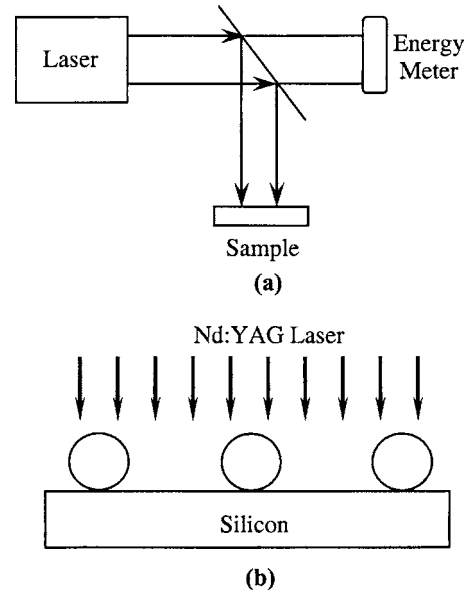 Laser
Energy
Meter
Sample
(a)
Nd:YAG Laser
Silicon
(b)